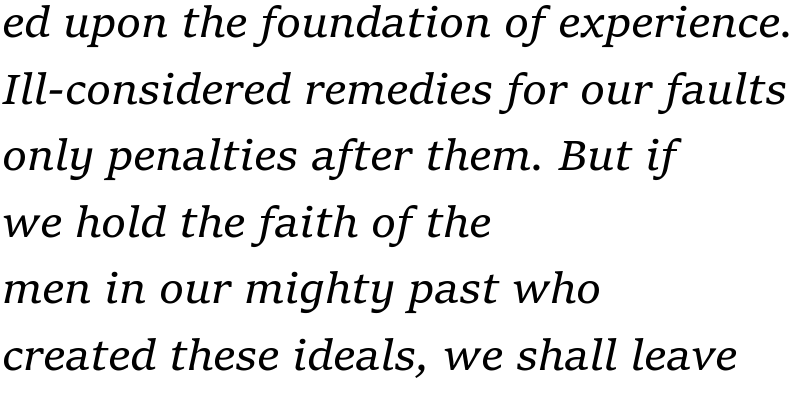 ed upon the foundation of experience.
Ill-considered remedies for our faults
only penalties after them. But if
we hold the faith of the
men in our mighty past who
created these ideals, we shall leave